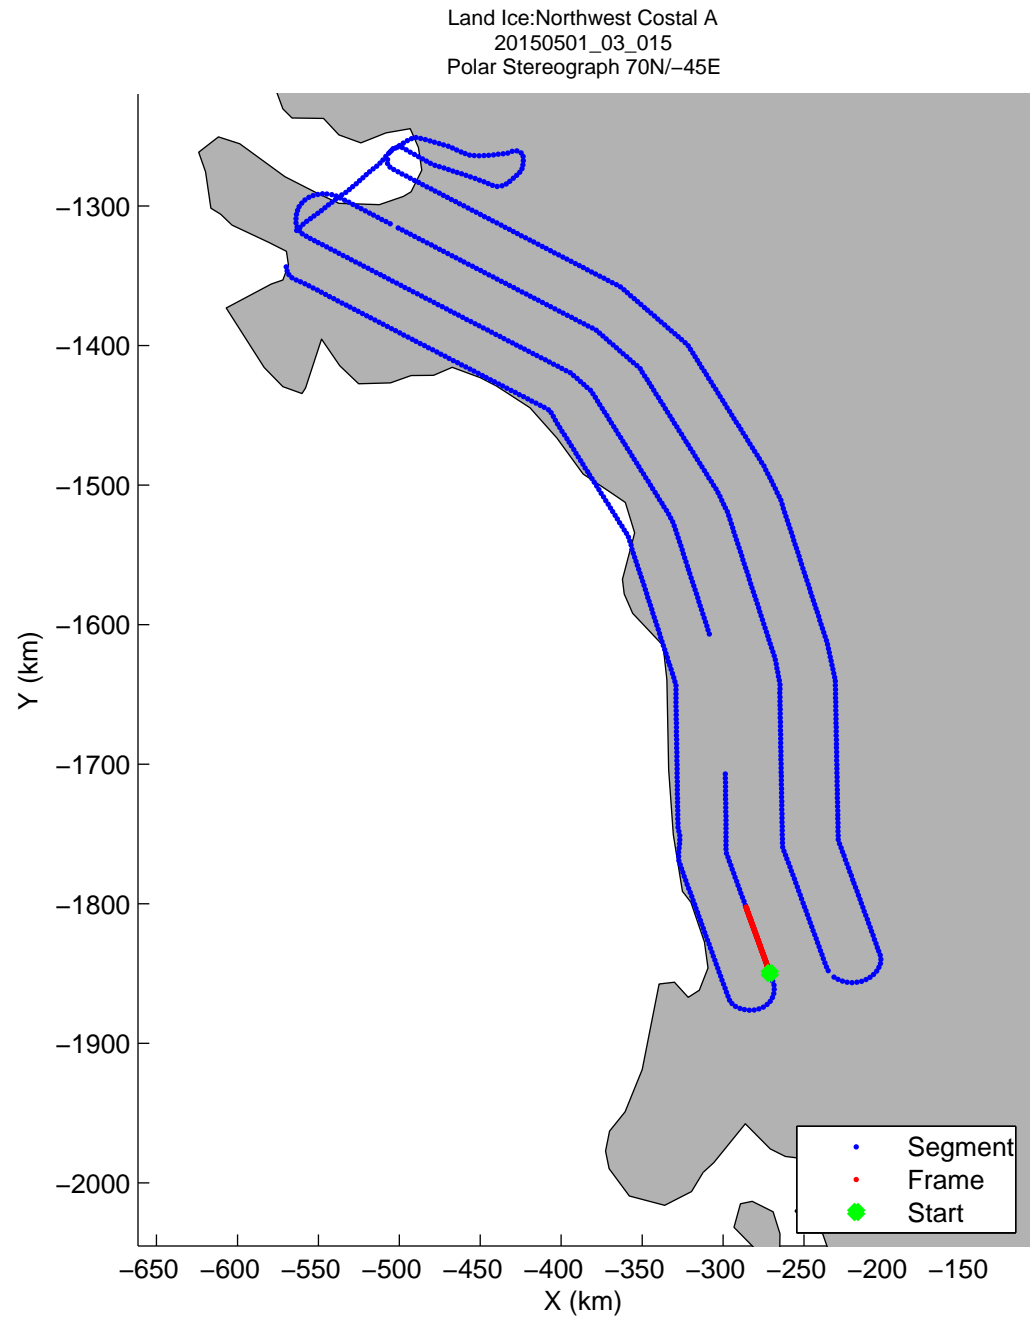 Land Ice:Northwest Costal A
20150501_03_015
Polar Stereograph 70N/−45E
−1300
−1400
−1500
−1600
−1700
−1800
−1900
−2000
Y (km)
Segment
Frame
Start
−650 −600 −550 −500 −450 −400 −350 −300 −250 −200 −150
X (km)